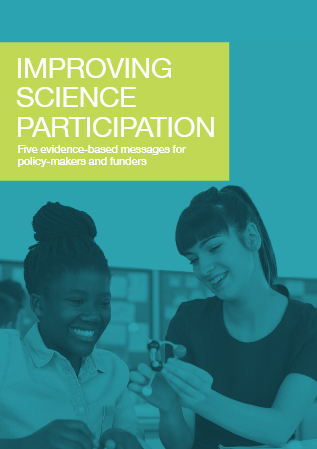 IMPROVING
SCIENCE
PARTICIPATION
Five evidence-based messages for
policy-makers and funders